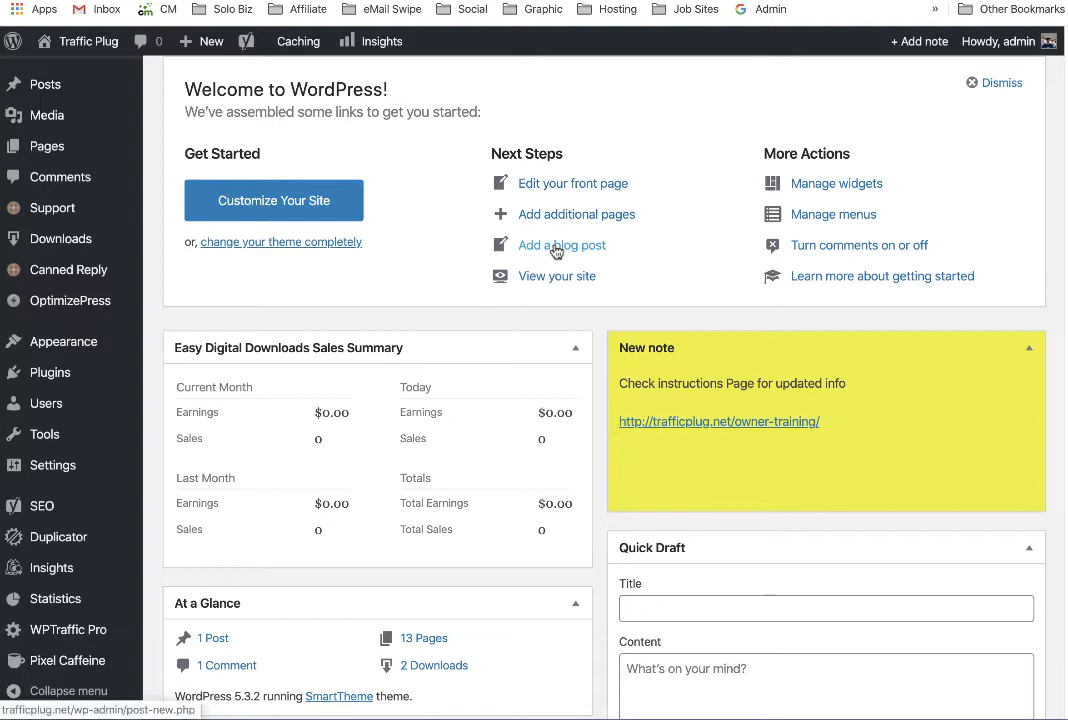 Apps Inbox CM Solo Biz Affiliate eMail Swipe Social Graphic Hosting Job Sites Admin » Other Bookmarks
Traffic Plug 0 New Caching Insights + Add note Howdy, admin
Posts
Media
Pages
Comments
Support
Downloads
Canned Reply
OptimizePress
Appearance
Plugins
Users
Tools
Settings
SEO
Duplicator
Insights
Statistics
WPTraffic Pro
Pixel Caffeine
Collapse menu
Welcome to WordPress!
We've assembled some links to get you started:
Dismiss
Get Started
Customize Your Site
or, change your theme completely
Next Steps
Edit your front page
Add additional pages
Add a blog post
View your site
More Actions
Manage widgets
Manage menus
Turn comments on or off
Learn more about getting started
Easy Digital Downloads Sales Summary
Current Month Today
Earnings $0.00 Earnings $0.00
Sales 0 Sales 0
Last Month Totals
Earnings $0.00 Total Earnings $0.00
Sales 0 Total Sales 0
At a Glance
1 Post 13 Pages
1 Comment 2 Downloads
WordPress 5.3.2 running SmartTheme theme.
New note
Check instructions Page for updated info
http://trafficplug.net/owner-training/
Quick Draft
Title
Content
What's on your mind?
trafficplug.net/wp-admin/post-new.php